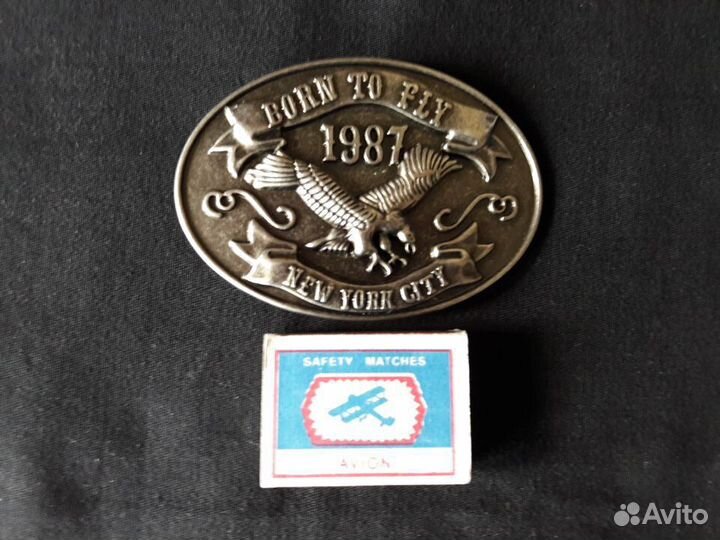 BORN TO FLY
1987
NEW YORK CITY
SAFETY MATCHES
AVION
Avito